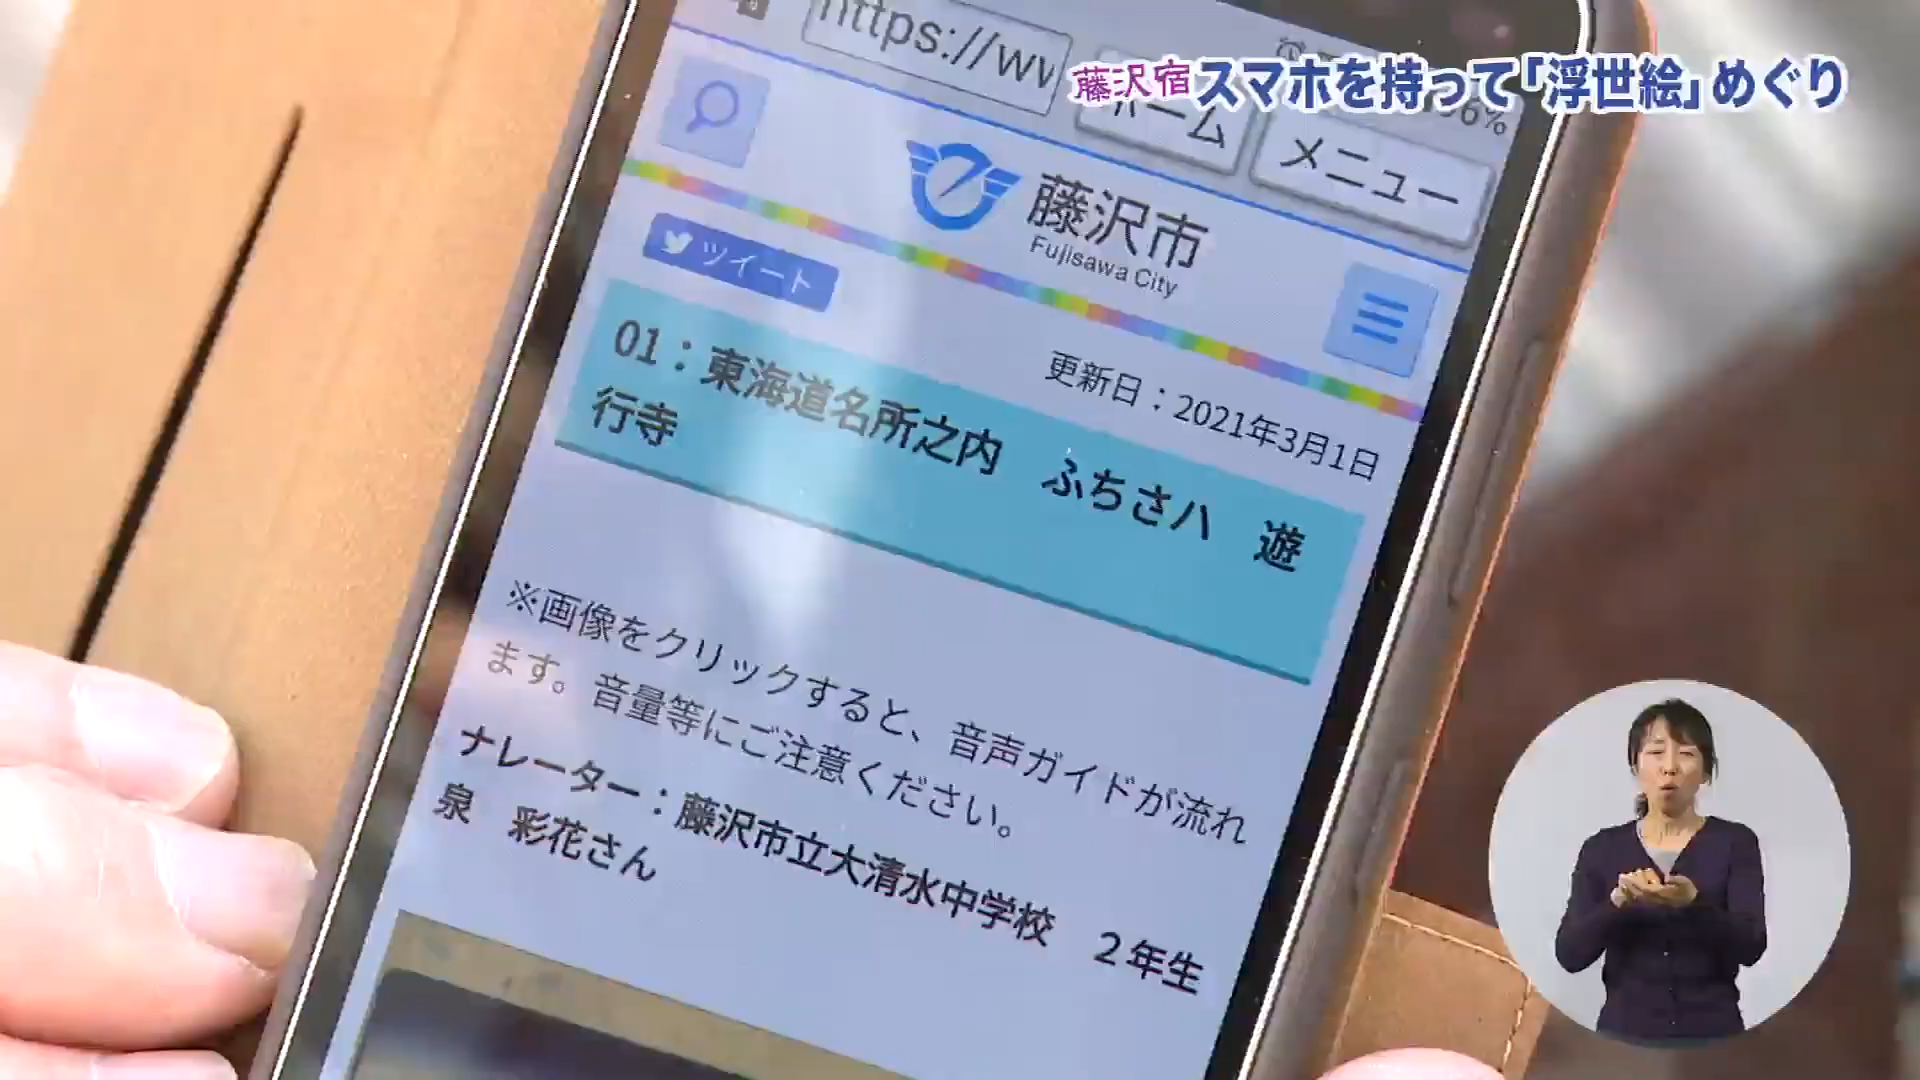 藤沢宿スマホを持って「浮世絵」めぐり
https://ww
ホーム
メニュー
藤沢市
Fujisawa City
ツイート
更新日：2021年3月1日
01：東海道名所之内　ふちさハ　遊
行寺
※画像をクリックすると、音声ガイドが流れ
ます。音量等にご注意ください。
ナレーター：藤沢市立大清水中学校　２年生
泉　彩花さん